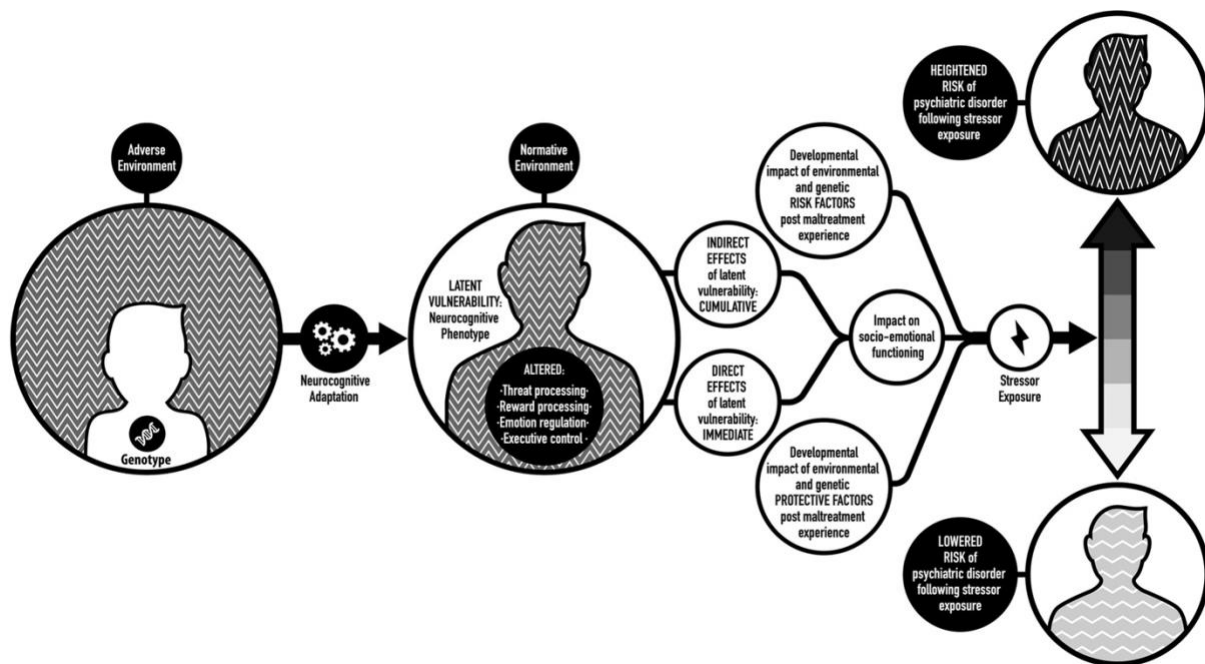 Adverse
Environment
Genotype
Neurocognitive
Adaptation
Normative
Environment
LATENT
VULNERABILITY:
Neurocognitive
Phenotype
ALTERED:
·Threat processing·
·Reward processing·
·Emotion regulation·
·Executive control ·
INDIRECT
EFFECTS
of latent
vulnerability:
CUMULATIVE
DIRECT
EFFECTS
of latent
vulnerability:
IMMEDIATE
Developmental
impact of environmental
and genetic
RISK FACTORS
post maltreatment
experience
Impact on
socio-emotional
functioning
Developmental
impact of environmental
and genetic
PROTECTIVE FACTORS
post maltreatment
experience
Stressor
Exposure
HEIGHTENED
RISK of
psychiatric disorder
following stressor
exposure
LOWERED
RISK of
psychiatric disorder
following stressor
exposure